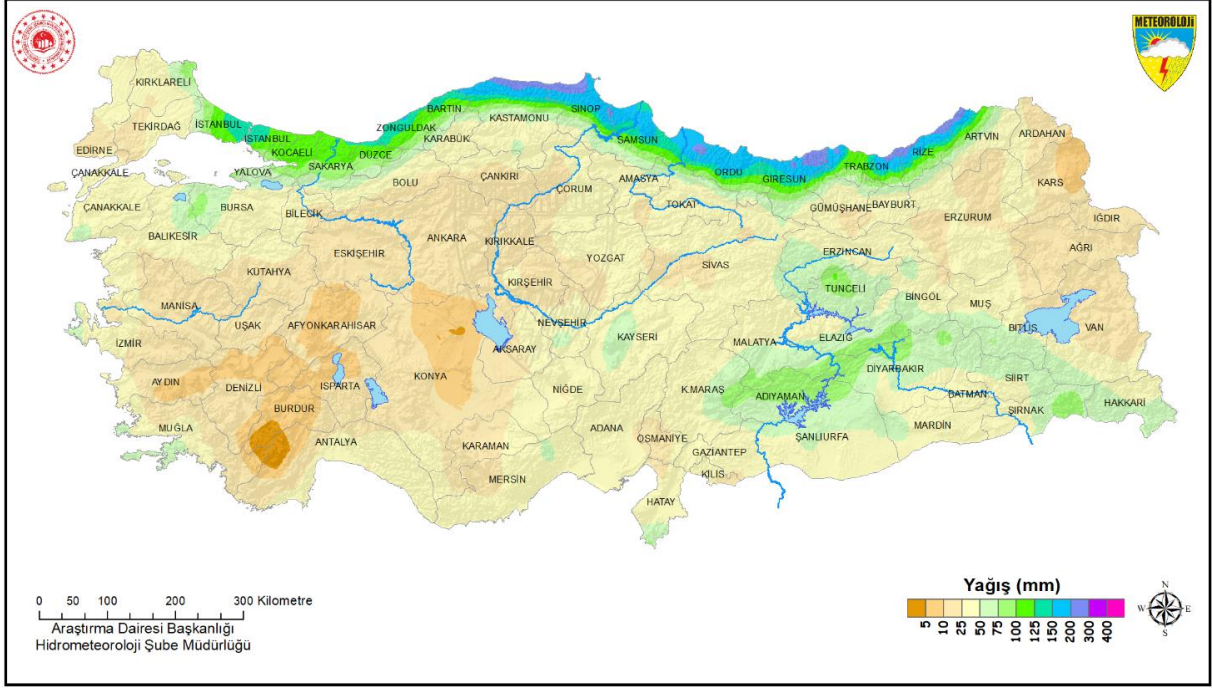 METEOROLOJİ
KIRKLARELİ
TEKİRDAĞ
EDİRNE
İSTANBUL
İSTANBUL
KOCAELİ
YALOVA
SAKARYA
DÜZCE
ZONGULDAK
BARTIN
KARABÜK
KASTAMONU
SİNOP
SAMSUN
ORDU
GİRESUN
TRABZON
RİZE
ARTVİN
ARDAHAN
KARS
IĞDIR
AĞRI
ÇANAKKALE
ÇANAKKALE
BALIKESİR
BURSA
BİLECİK
BOLU
ÇANKIRI
ÇORUM
AMASYA
TOKAT
GÜMÜŞHANE
BAYBURT
ERZURUM
ERZİNCAN
ESKİŞEHİR
ANKARA
KIRIKKALE
YOZGAT
SİVAS
KÜTAHYA
MANİSA
UŞAK
AFYONKARAHİSAR
KIRŞEHİR
NEVŞEHİR
KAYSERİ
TUNCELİ
BİNGÖL
MUŞ
BİTLİS
VAN
İZMİR
AYDIN
DENİZLİ
ISPARTA
KONYA
AKSARAY
NİĞDE
MALATYA
ELAZIĞ
DİYARBAKIR
SİİRT
BATMAN
ŞIRNAK
HAKKARİ
MUĞLA
BURDUR
ANTALYA
KARAMAN
MERSİN
ADANA
K.MARAŞ
OSMANİYE
ADIYAMAN
GAZİANTEP
KİLİS
ŞANLIURFA
MARDİN
HATAY
0 50 100 200 300 Kilometre
Araştırma Dairesi Başkanlığı
Hidrometeoroloji Şube Müdürlüğü
Yağış (mm)
5 10 25 50 75 100 125 150 200 300 400
N
W E
S